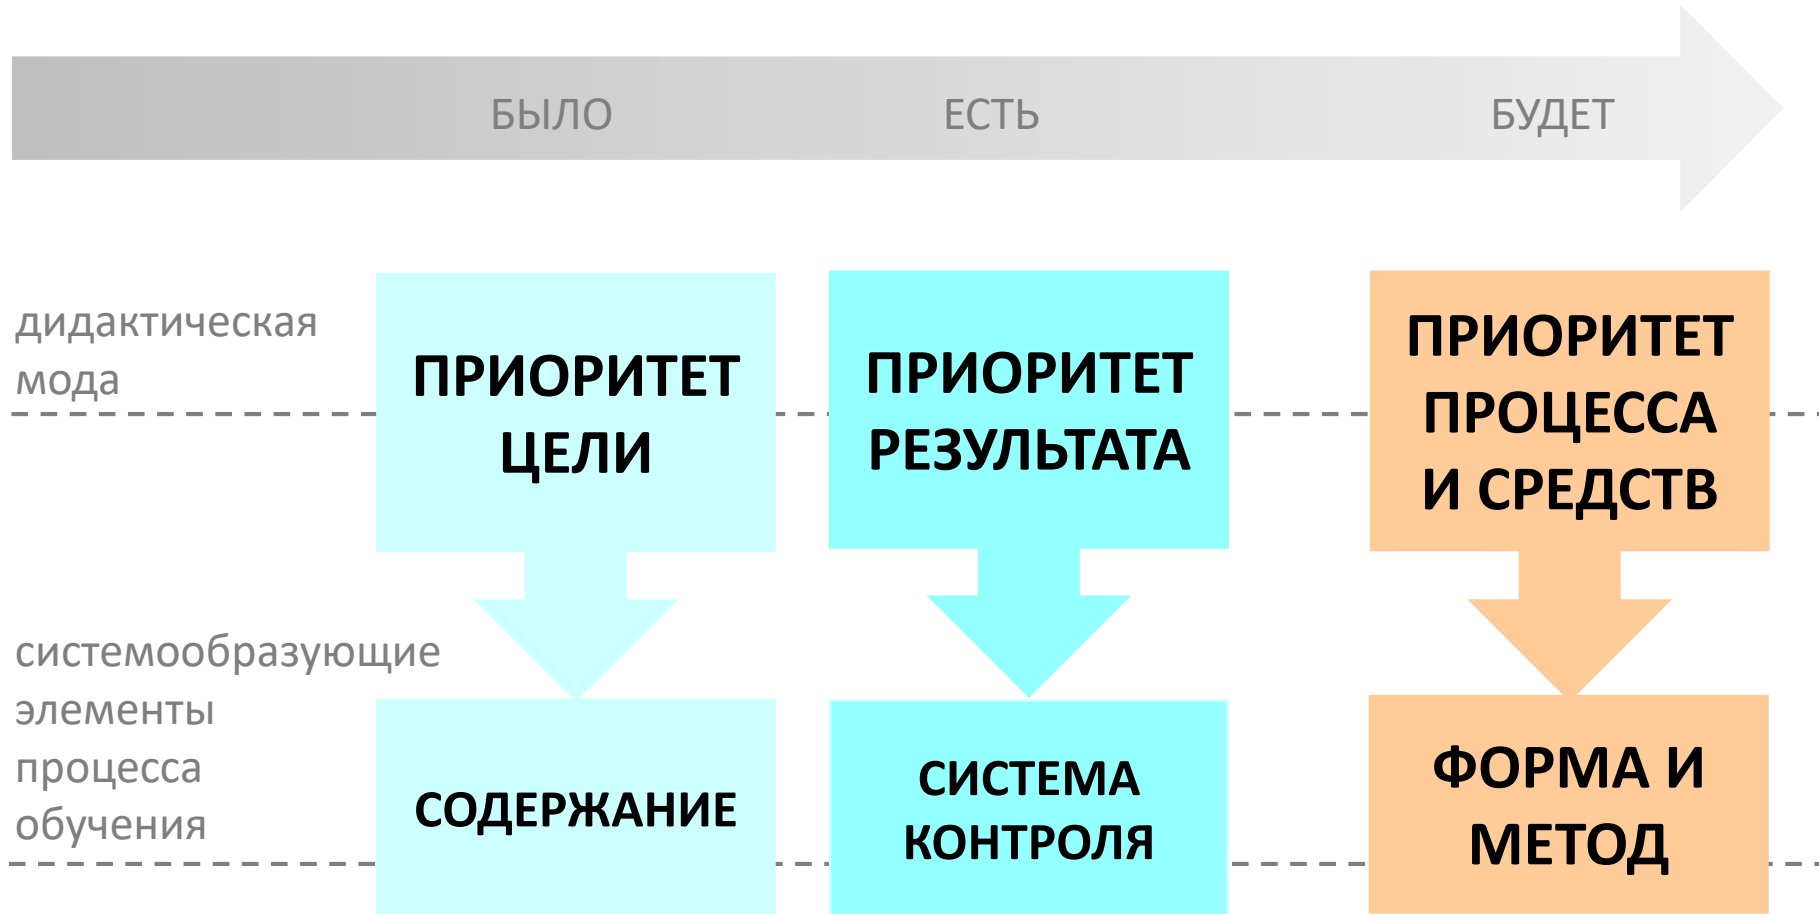 БЫЛО ЕСТЬ БУДЕТ
дидактическая
мода
ПРИОРИТЕТ
ЦЕЛИ
ПРИОРИТЕТ
РЕЗУЛЬТАТА
ПРИОРИТЕТ
ПРОЦЕССА
И СРЕДСТВ
системообразующие
элементы
процесса
обучения
СОДЕРЖАНИЕ
СИСТЕМА
КОНТРОЛЯ
ФОРМА И
МЕТОД